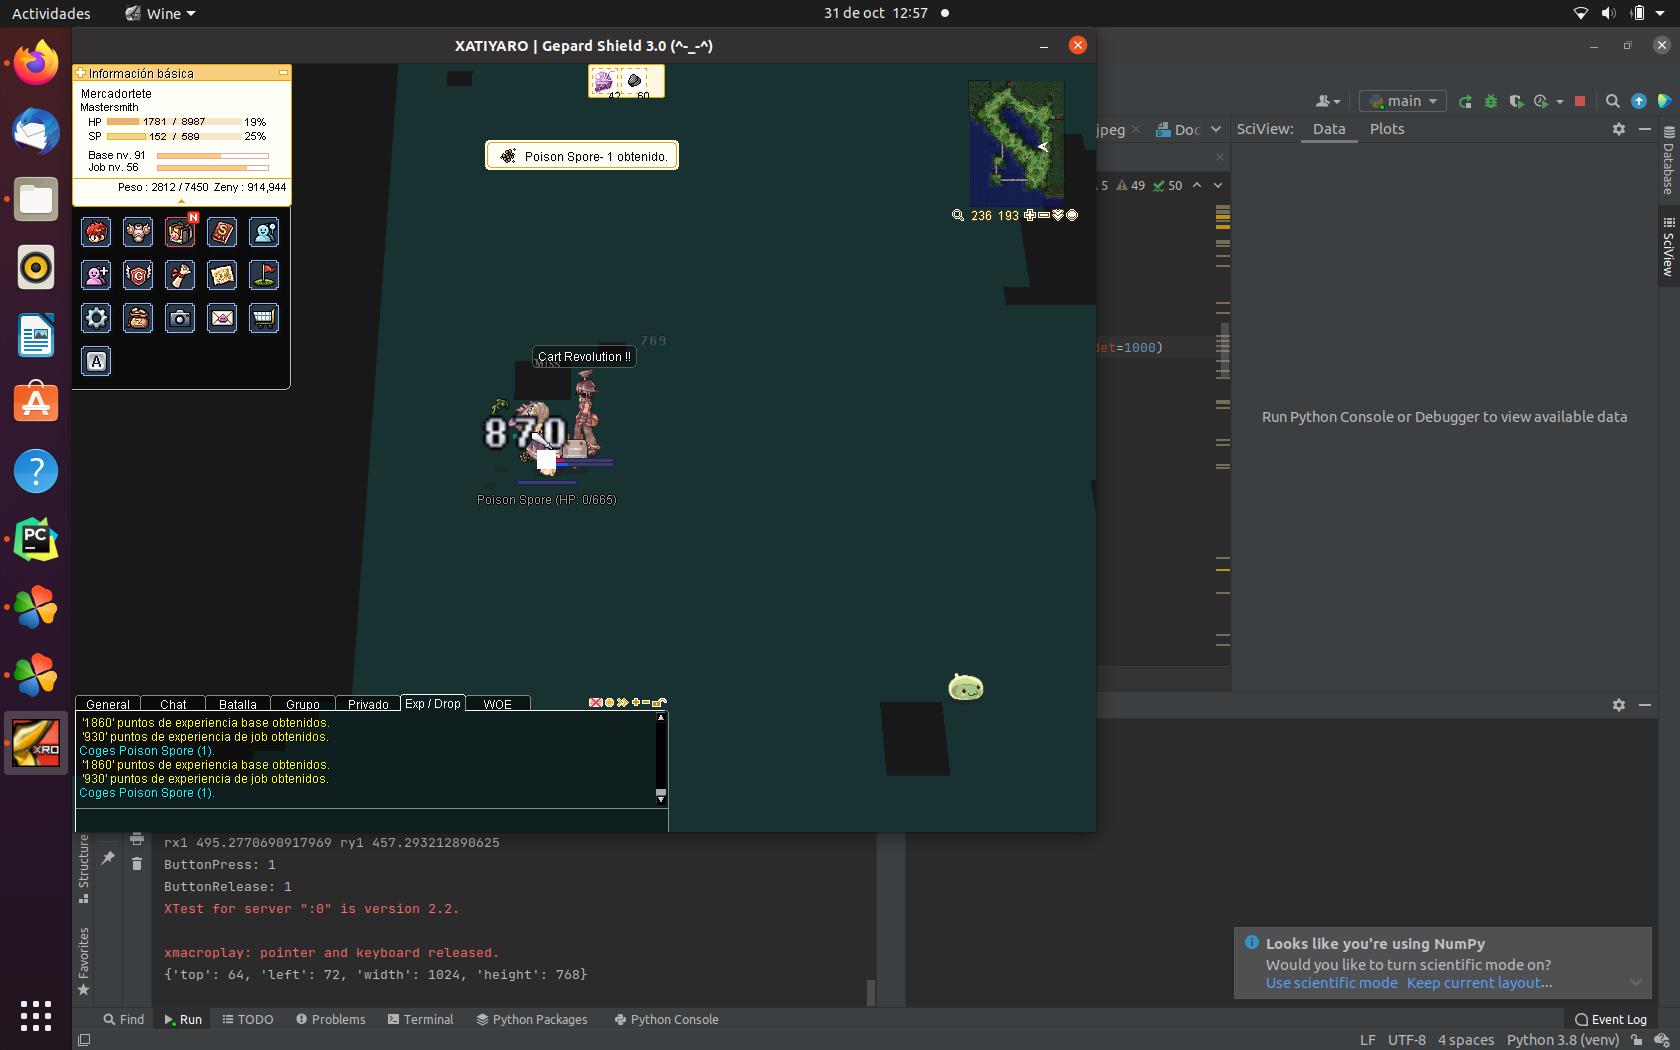 Actividades
Wine
31 de oct 12:57
XATIYARO | Gepard Shield 3.0 (^-_-^)
Información básica
Mercadortete
Mastersmith
HP 1781 / 8987 19%
SP 152 / 589 25%
Base nv. 91
Job nv. 56
Peso : 2812 / 7450 Zeny : 914,944
N
A
42 60
Poison Spore- 1 obtenido.
236 193
769
Cart Revolution !!
Miss
870
Poison Spore (HP: 0/665)
General Chat Batalla Grupo Privado Exp / Drop WOE
'1860' puntos de experiencia base obtenidos.
'930' puntos de experiencia de job obtenidos.
Coges Poison Spore (1).
'1860' puntos de experiencia base obtenidos.
'930' puntos de experiencia de job obtenidos.
Coges Poison Spore (1).
main
jpeg
Doc
SciView: Data Plots
5 49 50
det=1000)
Run Python Console or Debugger to view available data
Database
SciView
PC
XRO
Structure
Favorites
rx1 495.2770690917969 ry1 457.293212890625
ButtonPress: 1
ButtonRelease: 1
XTest for server ":0" is version 2.2.
xmacroplay: pointer and keyboard released.
{'top': 64, 'left': 72, 'width': 1024, 'height': 768}
Looks like you're using NumPy
Would you like to turn scientific mode on?
Use scientific mode Keep current layout...
Find Run TODO Problems Terminal Python Packages Python Console
Event Log
LF UTF-8 4 spaces Python 3.8 (venv)